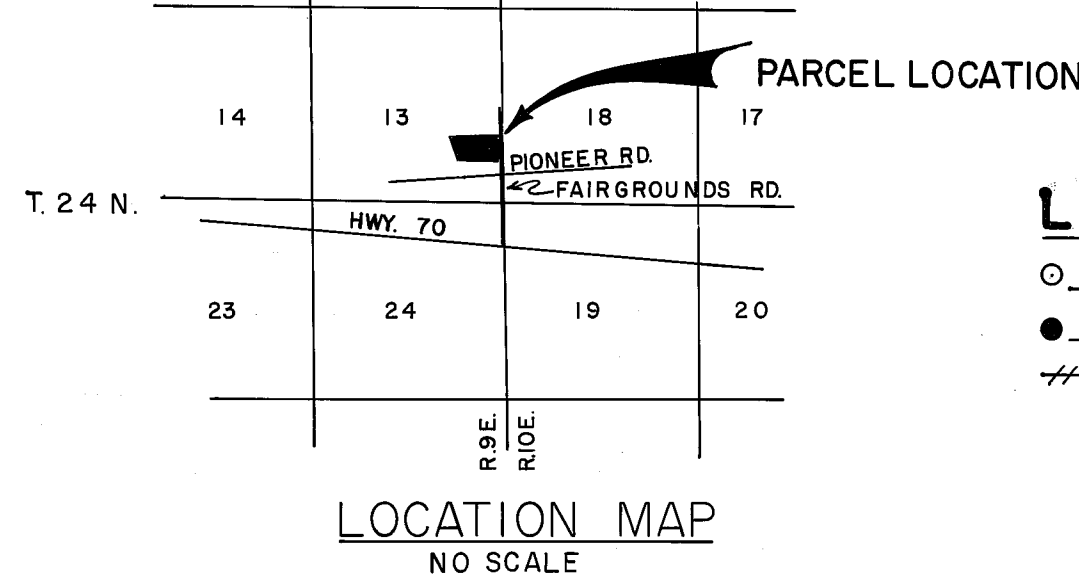 PARCEL LOCATION
14 13 18 17
PIONEER RD.
FAIRGROUNDS RD.
T. 24 N.
HWY. 70
23 24 19 20
R.9E.
R.10E.
LOCATION MAP
NO SCALE
L